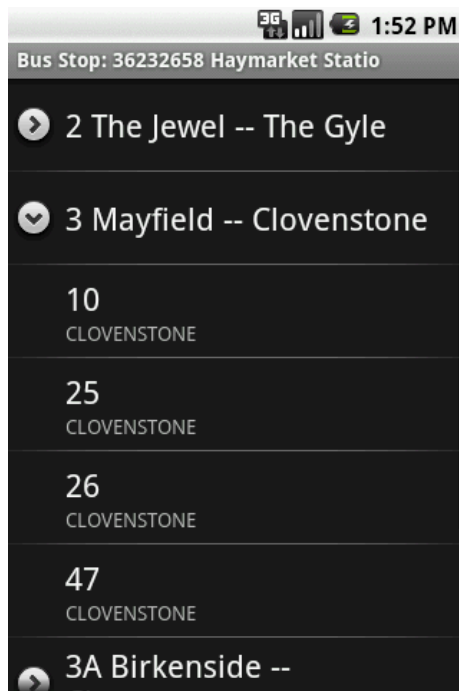 3G 1:52 PM
Bus Stop: 36232658 Haymarket Statio
2 The Jewel -- The Gyle
3 Mayfield -- Clovenstone
10
CLOVENSTONE
25
CLOVENSTONE
26
CLOVENSTONE
47
CLOVENSTONE
3A Birkenside --